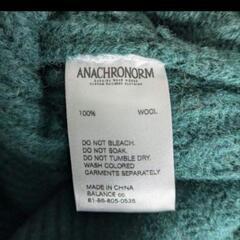 ANACHRONORM
100% WOOL
DO NOT BLEACH.
DO NOT SOAK.
DO NOT TUMBLE DRY.
WASH COLORED
GARMENTS SEPARATELY
MADE IN CHINA
BALANCE co
81-86-805-0536